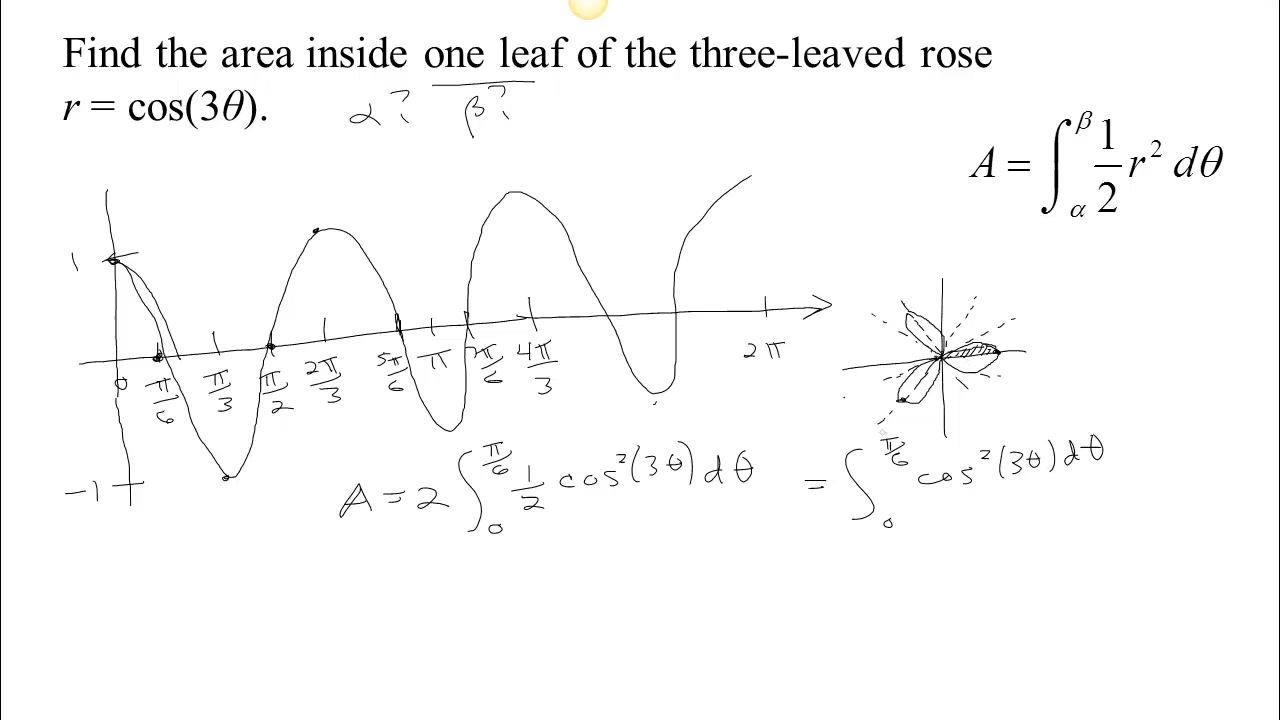 Find the area inside one leaf of the three-leaved rose
r = cos(3θ). α? β?
A = ∫_α^β 1/2 r² dθ
1
0 π/6 π/3 π/2 2π/3 5π/6 π 7π/6 4π/3 2π
-1
A = 2 ∫_0^{π/6} 1/2 cos²(3θ) dθ = ∫_0^{π/6} cos²(3θ) dθ